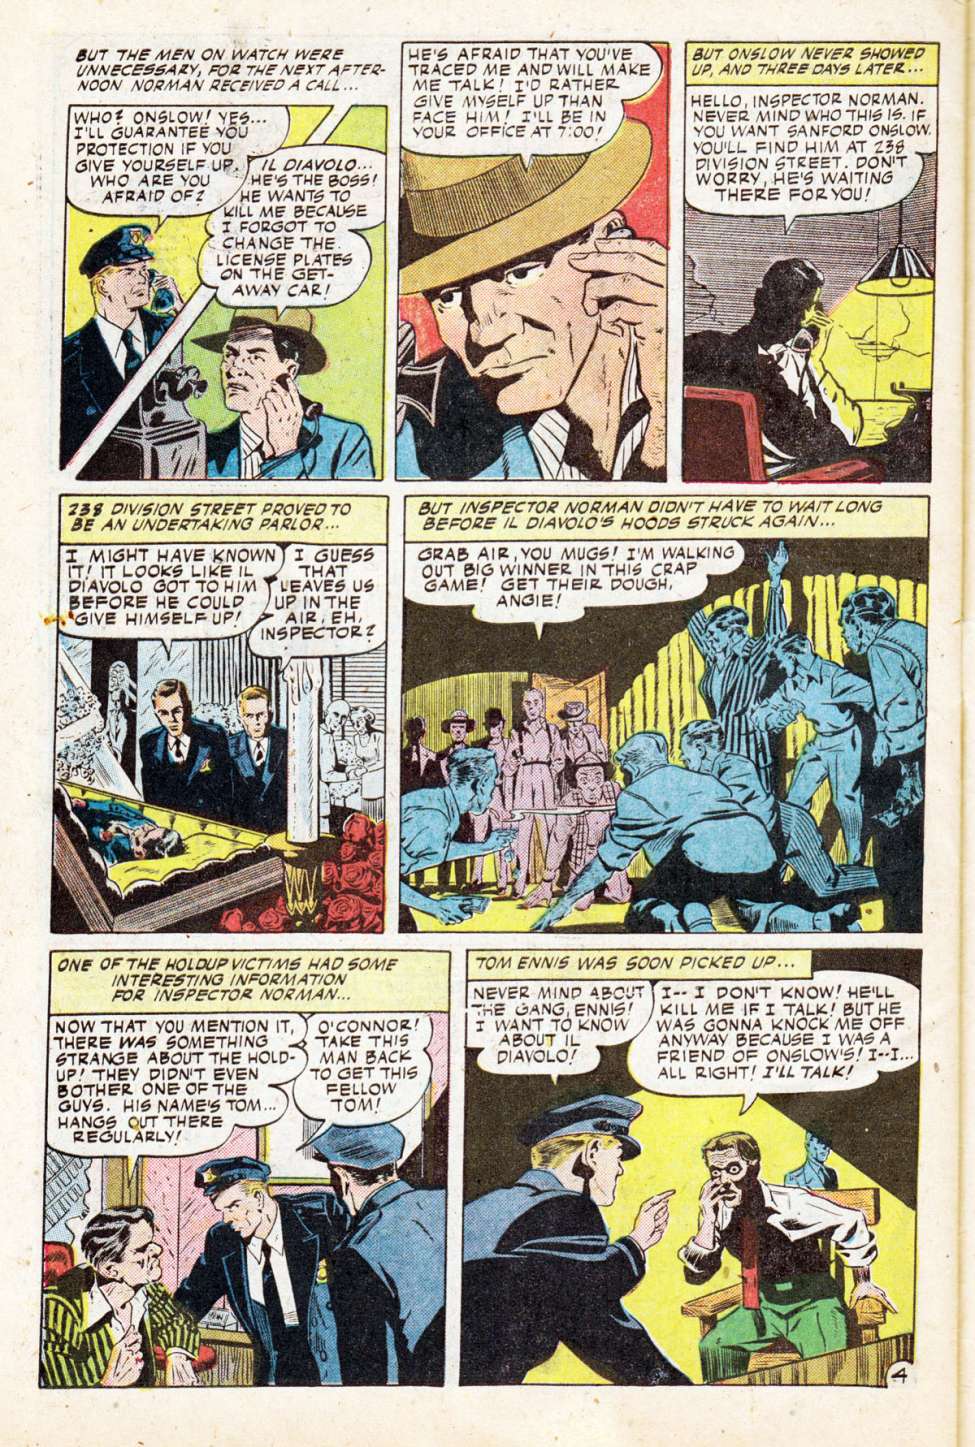 BUT THE MEN ON WATCH WERE
UNNECESSARY, FOR THE NEXT AFTER-
NOON NORMAN RECEIVED A CALL...
WHO? ONSLOW! YES...
I'LL GUARANTEE YOU
PROTECTION IF YOU
GIVE YOURSELF UP.
WHO ARE YOU
AFRAID OF?
IL DIAVOLO...
HE'S THE BOSS!
HE WANTS TO
KILL ME BECAUSE
I FORGOT TO
CHANGE THE
LICENSE PLATES
ON THE GET-
AWAY CAR!
HE'S AFRAID THAT YOU'VE
TRACED ME AND WILL MAKE
ME TALK! I'D RATHER
GIVE MYSELF UP THAN
FACE HIM! I'LL BE IN
YOUR OFFICE AT 7:00!
BUT ONSLOW NEVER SHOWED
UP, AND THREE DAYS LATER...
HELLO, INSPECTOR NORMAN.
NEVER MIND WHO THIS IS. IF
YOU WANT SANFORD ONSLOW,
YOU'LL FIND HIM AT 238
DIVISION STREET. DON'T
WORRY, HE'S WAITING
THERE FOR YOU!
238 DIVISION STREET PROVED TO
BE AN UNDERTAKING PARLOR...
I MIGHT HAVE KNOWN
IT! IT LOOKS LIKE IL
DIAVOLO GOT TO HIM
BEFORE HE COULD
GIVE HIMSELF UP!
I GUESS
THAT
LEAVES US
UP IN THE
AIR, EH,
INSPECTOR?
BUT INSPECTOR NORMAN DIDN'T HAVE TO WAIT LONG
BEFORE IL DIAVOLO'S HOODS STRUCK AGAIN...
GRAB AIR, YOU MUGS! I'M WALKING
OUT BIG WINNER IN THIS CRAP
GAME! GET THEIR DOUGH,
ANGIE!
ONE OF THE HOLDUP VICTIMS HAD SOME
INTERESTING INFORMATION
FOR INSPECTOR NORMAN...
NOW THAT YOU MENTION IT,
THERE WAS SOMETHING
STRANGE ABOUT THE HOLD-
UP! THEY DIDN'T EVEN
BOTHER ONE OF THE
GUYS. HIS NAME'S TOM...
HANGS OUT THERE
REGULARLY!
O'CONNOR!
TAKE THIS
MAN BACK
TO GET THIS
FELLOW
TOM!
TOM ENNIS WAS SOON PICKED UP...
NEVER MIND ABOUT
THE GANG, ENNIS!
I WANT TO KNOW
ABOUT IL
DIAVOLO!
I-- I DON'T KNOW! HE'LL
KILL ME IF I TALK! BUT HE
WAS GONNA KNOCK ME OFF
ANYWAY BECAUSE I WAS A
FRIEND OF ONSLOW'S! I--I...
ALL RIGHT! I'LL TALK!
4